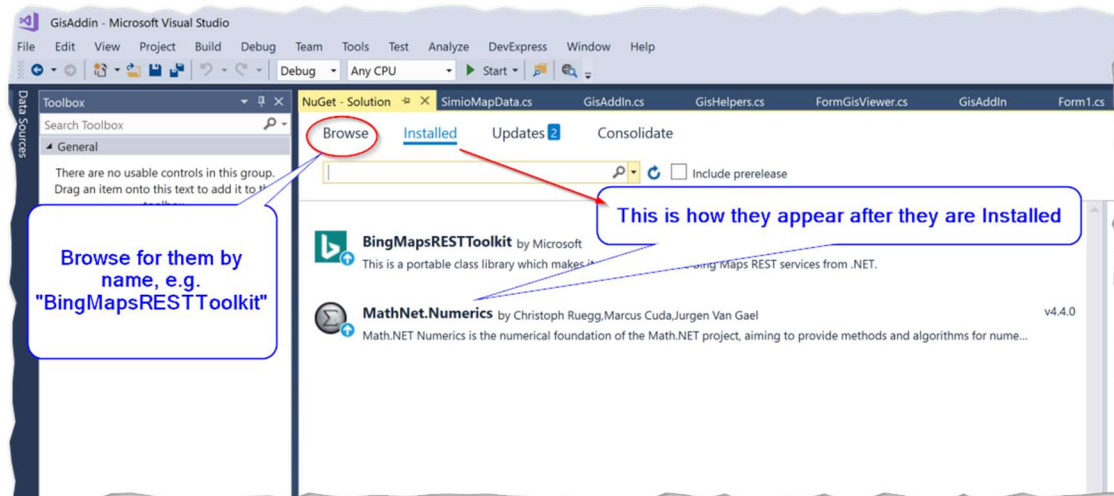 GisAddin - Microsoft Visual Studio
File Edit View Project Build Debug Team Tools Test Analyze DevExpress Window Help
Debug Any CPU Start
Data Sources
Toolbox
NuGet - Solution SimioMapData.cs GisAddIn.cs GisHelpers.cs FormGisViewer.cs GisAddIn Form1.cs
Search Toolbox
Browse Installed Updates 2 Consolidate
General
There are no usable controls in this group.
Drag an item onto this text to add it to
Include prerelease
This is how they appear after they are Installed
Browse for them by
name, e.g.
"BingMapsRESTToolkit"
BingMapsRESTToolkit by Microsoft
This is a portable class library which makes Maps REST services from .NET.
MathNet.Numerics by Christoph Ruegg,Marcus Cuda,Jurgen Van Gael v4.4.0
Math.NET Numerics is the numerical foundation of the Math.NET project, aiming to provide methods and algorithms for nume...